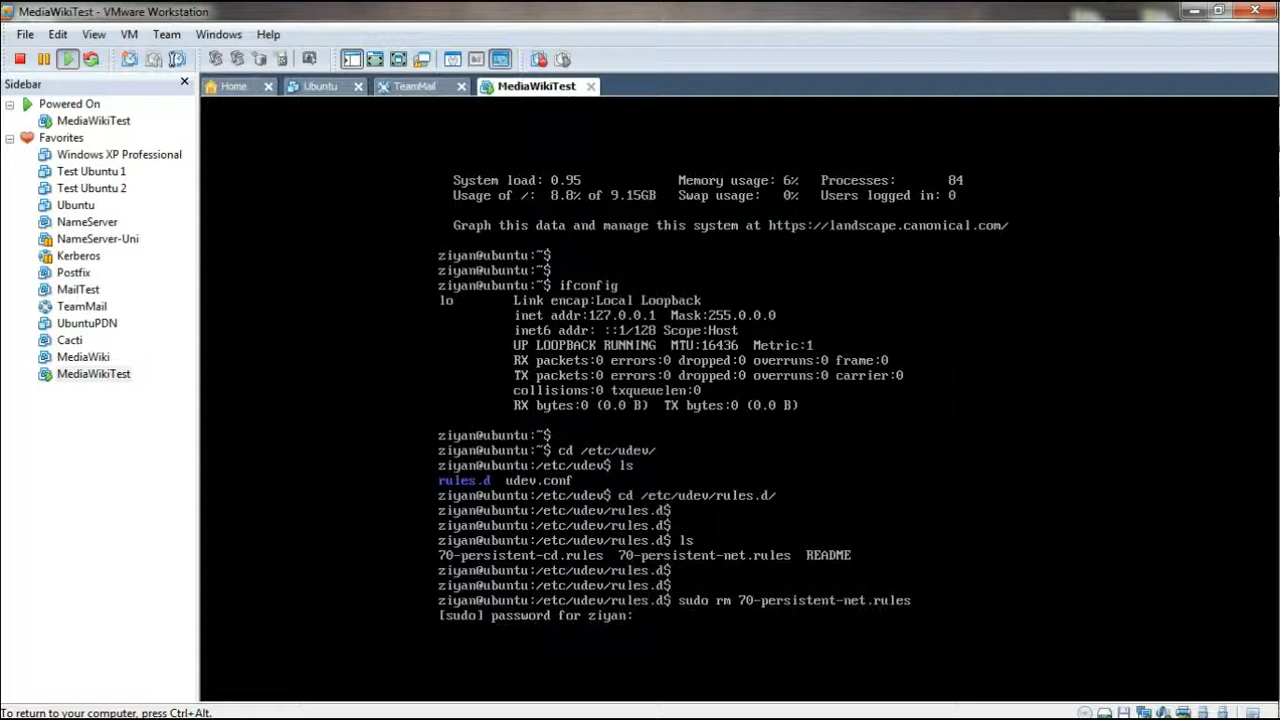 MediaWikiTest - VMware Workstation
File Edit View VM Team Windows Help
Sidebar
Powered On
MediaWikiTest
Favorites
Windows XP Professional
Test Ubuntu 1
Test Ubuntu 2
Ubuntu
NameServer
NameServer-Uni
Kerberos
Postfix
MailTest
TeamMail
UbuntuPDN
Cacti
MediaWiki
MediaWikiTest
Home Ubuntu TeamMail MediaWikiTest
System load: 0.95 Memory usage: 6% Processes: 84
Usage of /: 8.8% of 9.15GB Swap usage: 0% Users logged in: 0
Graph this data and manage this system at https://landscape.canonical.com/
ziyan@ubuntu:~$
ziyan@ubuntu:~$
ziyan@ubuntu:~$ ifconfig
lo Link encap:Local Loopback
inet addr:127.0.0.1 Mask:255.0.0.0
inet6 addr: ::1/128 Scope:Host
UP LOOPBACK RUNNING MTU:16436 Metric:1
RX packets:0 errors:0 dropped:0 overruns:0 frame:0
TX packets:0 errors:0 dropped:0 overruns:0 carrier:0
collisions:0 txqueuelen:0
RX bytes:0 (0.0 B) TX bytes:0 (0.0 B)
ziyan@ubuntu:~$
ziyan@ubuntu:~$ cd /etc/udev/
ziyan@ubuntu:/etc/udev$ ls
rules.d udev.conf
ziyan@ubuntu:/etc/udev$ cd /etc/udev/rules.d/
ziyan@ubuntu:/etc/udev/rules.d$
ziyan@ubuntu:/etc/udev/rules.d$
ziyan@ubuntu:/etc/udev/rules.d$ ls
70-persistent-cd.rules 70-persistent-net.rules README
ziyan@ubuntu:/etc/udev/rules.d$
ziyan@ubuntu:/etc/udev/rules.d$
ziyan@ubuntu:/etc/udev/rules.d$ sudo rm 70-persistent-net.rules
[sudo] password for ziyan:
To return to your computer, press Ctrl+Alt.